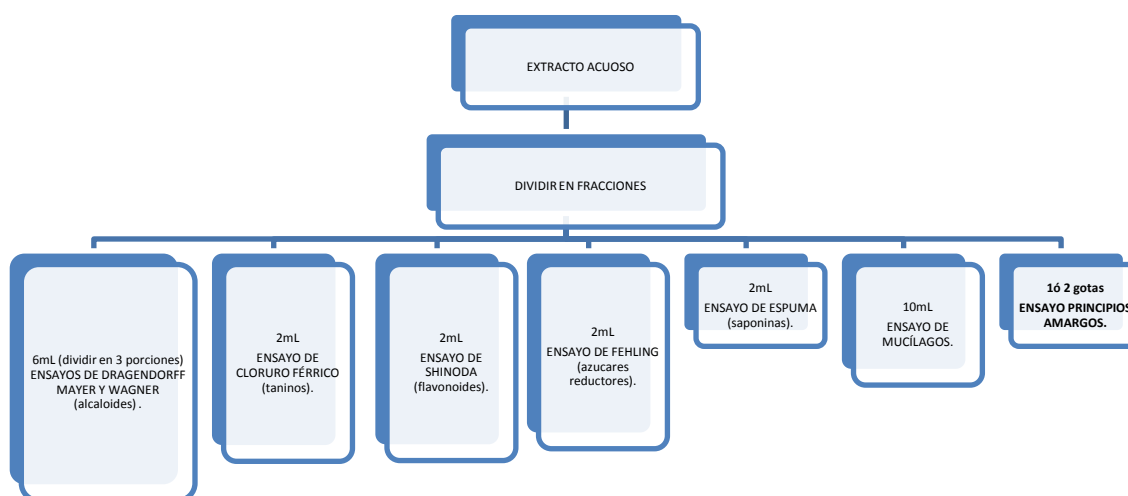 EXTRACTO ACUOSO
DIVIDIR EN FRACCIONES
6mL (dividir en 3 porciones)
ENSAYOS DE DRAGENDORFF
MAYER Y WAGNER
(alcaloides) .
2mL
ENSAYO DE
CLORURO FÉRRICO
(taninos).
2mL
ENSAYO DE
SHINODA
(flavonoides).
2mL
ENSAYO DE FEHLING
(azucares
reductores).
2mL
ENSAYO DE ESPUMA
(saponinas).
10mL
ENSAYO DE
MUCÍLAGOS.
1ó 2 gotas
ENSAYO PRINCIPIOS
AMARGOS.